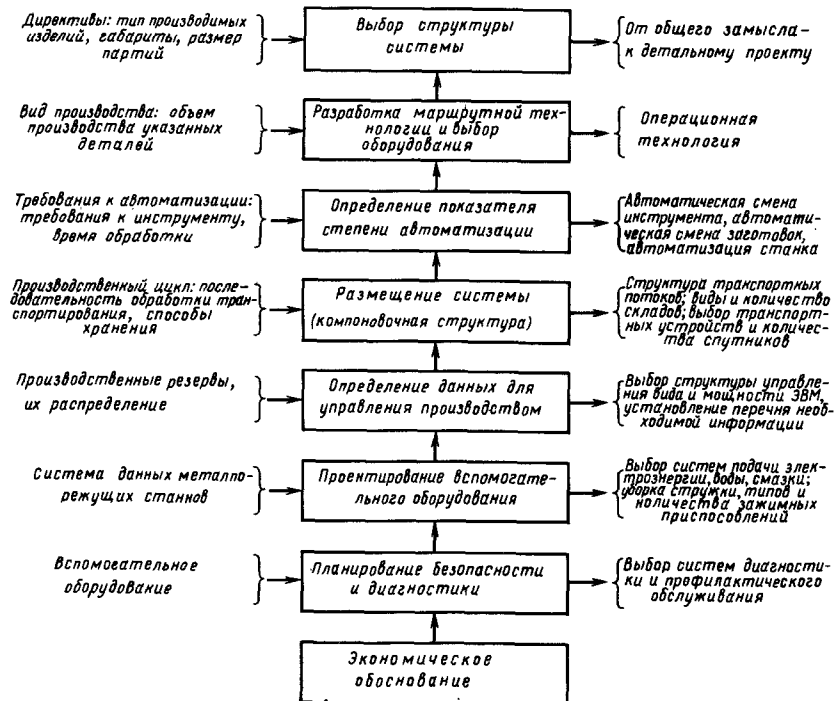 Директивы: тип производимых
изделий, габариты, размер
партий
Выбор структуры
системы
От общего замысла-
к детальному проекту
Вид производства: объем
производства указанных
деталей
Разработка маршрутной тех-
нологии и выбор
оборудования
Операционная
технология
Требования к автоматизации:
требования к инструменту,
время обработки
Определение показателя
степени автоматизации
Автоматическая смена
инструмента, автомати-
ческая смена заготовок,
автоматизация станка
Производственный цикл: после-
довательность обработки тран-
спортирования, способы
хранения
Размещение системы
(компоновочная структура)
Структура транспортных
потоков; виды и количество
складов; выбор транспорт-
ных устройств и количес-
тва спутников
Производственные резервы,
их распределение
Определение данных для
управления производством
Выбор структуры управле-
ния вида и мощности ЭВМ,
установление перечня необ-
ходимой информации
Система данных металло-
режущих станнов
Проентирование вспомогате-
льного оборудования
Выбор систем подачи элек-
троэнергии, воды, смазки;
уборка стружки, типов и
ноличества зажимных
приспособлений
Вспомогательное
оборудование
Планирование безопасности
и диагностики
Выбор систем диагности-
ки и профилактического
обслуживания
Экономическое
обоснование